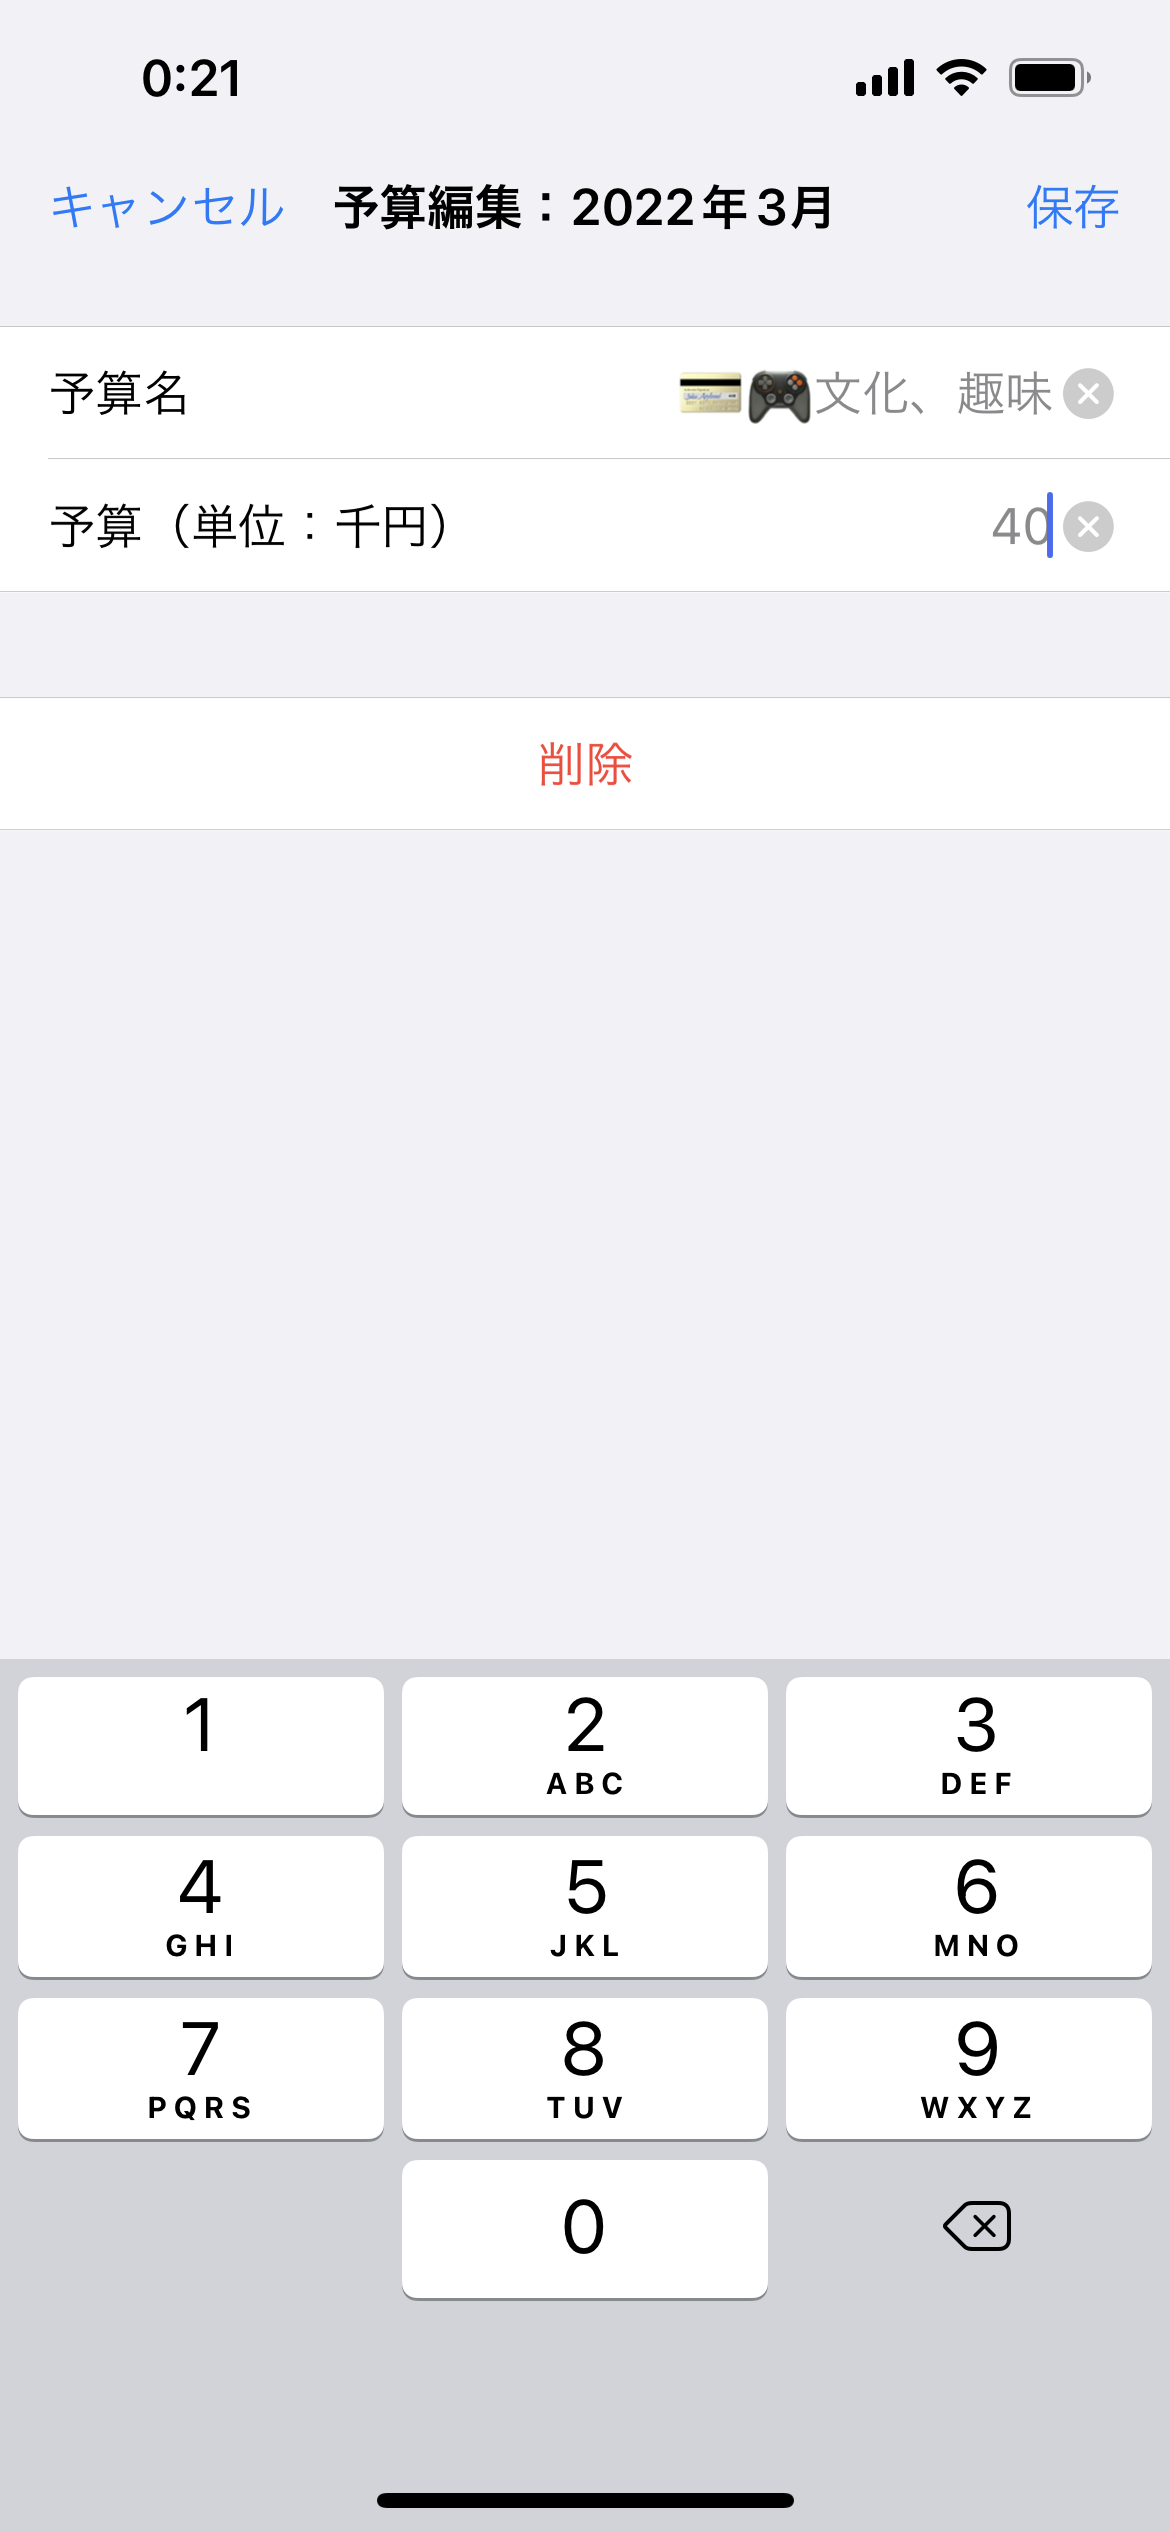 0:21
キャンセル 予算編集：2022年3月 保存
予算名 💳🎮文化、趣味
予算（単位：千円） 40
削除
1 2 3
ABC DEF
4 5 6
GHI JKL MNO
7 8 9
PQRS TUV WXYZ
0